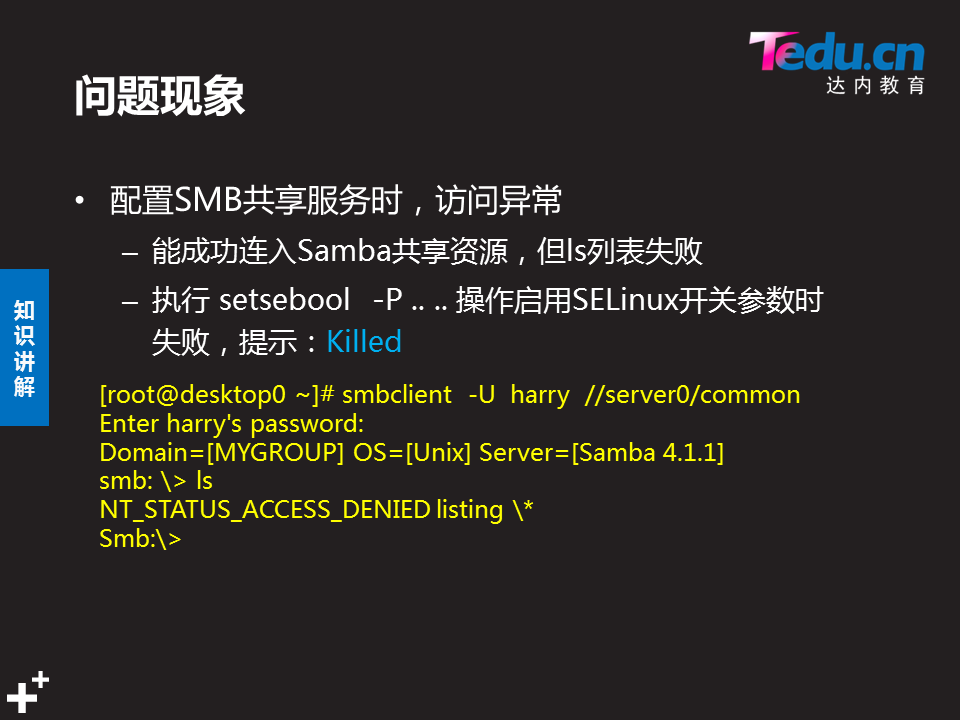 Tedu.cn
达内教育
问题现象
• 配置SMB共享服务时，访问异常
– 能成功连入Samba共享资源，但ls列表失败
– 执行 setsebool -P .. .. 操作启用SELinux开关参数时
失败，提示：Killed
知识讲解
[root@desktop0 ~]# smbclient -U harry //server0/common
Enter harry's password:
Domain=[MYGROUP] OS=[Unix] Server=[Samba 4.1.1]
smb: \> ls
NT_STATUS_ACCESS_DENIED listing \*
Smb:\>